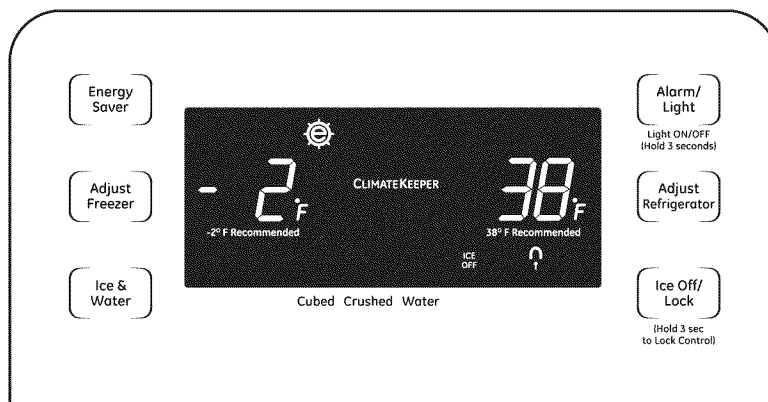 Energy
Saver
Alarm/
Light
Light ON/OFF
(Hold 3 seconds)
e
Adjust
Freezer
-2°F
CLIMATEKEEPER
38°F
Adjust
Refrigerator
-2° F Recommended
38° F Recommended
ICE
OFF
Ice &
Water
Ice Off/
Lock
Cubed Crushed Water
(Hold 3 sec
to Lock Control)